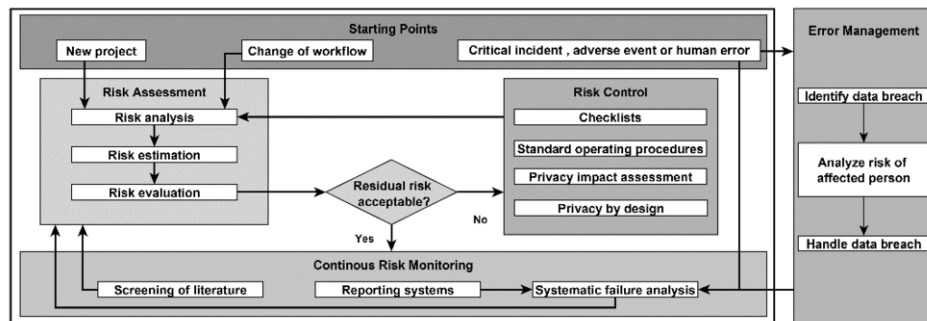 Starting Points
New project
Change of workflow
Critical incident , adverse event or human error
Error Management
Identify data breach
Analyze risk of
affected person
Handle data breach
Risk Assessment
Risk analysis
Risk estimation
Risk evaluation
Residual risk
acceptable?
No
Yes
Risk Control
Checklists
Standard operating procedures
Privacy impact assessment
Privacy by design
Continous Risk Monitoring
Screening of literature
Reporting systems
Systematic failure analysis